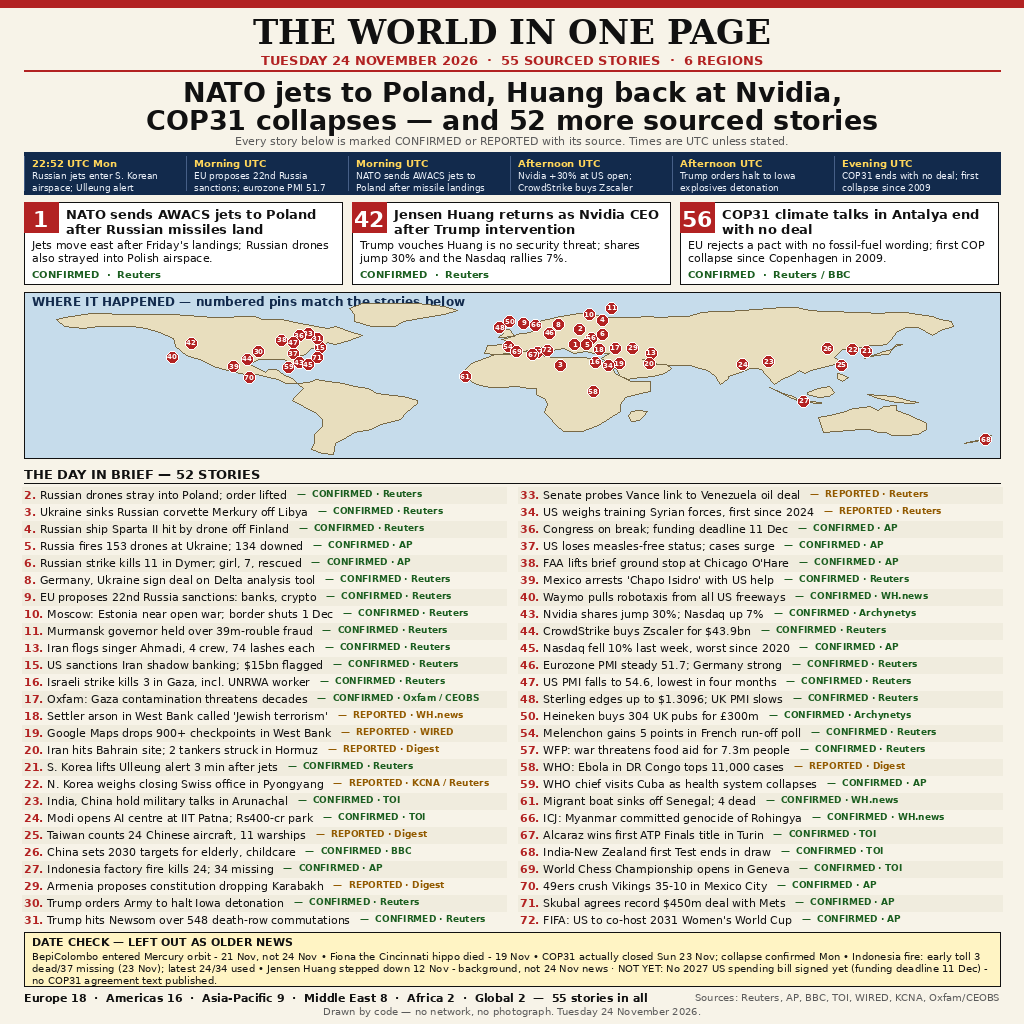 THE WORLD IN ONE PAGE
TUESDAY 24 NOVEMBER 2026 · 55 SOURCED STORIES · 6 REGIONS
NATO jets to Poland, Huang back at Nvidia,
COP31 collapses — and 52 more sourced stories
Every story below is marked CONFIRMED or REPORTED with its source. Times are UTC unless stated.
22:52 UTC Mon
Russian jets enter S. Korean
airspace; Ulleung alert
Morning UTC
EU proposes 22nd Russia
sanctions; eurozone PMI 51.7
Morning UTC
NATO sends AWACS jets to
Poland after missile landings
Afternoon UTC
Nvidia +30% at US open;
CrowdStrike buys Zscaler
Afternoon UTC
Trump orders halt to Iowa
explosives detonation
Evening UTC
COP31 ends with no deal; first
collapse since 2009
1
NATO sends AWACS jets to Poland
after Russian missiles land
Jets move east after Friday's landings; Russian drones
also strayed into Polish airspace.
CONFIRMED · Reuters
42
Jensen Huang returns as Nvidia CEO
after Trump intervention
Trump vouches Huang is no security threat; shares
jump 30% and the Nasdaq rallies 7%.
CONFIRMED · Reuters
56
COP31 climate talks in Antalya end
with no deal
EU rejects a pact with no fossil-fuel wording; first COP
collapse since Copenhagen in 2009.
CONFIRMED · Reuters / BBC
WHERE IT HAPPENED — numbered pins match the stories below
THE DAY IN BRIEF — 52 STORIES
2. Russian drones stray into Poland; order lifted — CONFIRMED · Reuters
3. Ukraine sinks Russian corvette Merkury off Libya — CONFIRMED · Reuters
4. Russian ship Sparta II hit by drone off Finland — CONFIRMED · Reuters
5. Russia fires 153 drones at Ukraine; 134 downed — CONFIRMED · AP
6. Russian strike kills 11 in Dymer; girl, 7, rescued — CONFIRMED · AP
8. Germany, Ukraine sign deal on Delta analysis tool — CONFIRMED · Reuters
9. EU proposes 22nd Russia sanctions: banks, crypto — CONFIRMED · Reuters
10. Moscow: Estonia near open war; border shuts 1 Dec — CONFIRMED · Reuters
11. Murmansk governor held over 39m-rouble fraud — CONFIRMED · Reuters
13. Iran flogs singer Ahmadi, 4 crew, 74 lashes each — CONFIRMED · Reuters
15. US sanctions Iran shadow banking; $15bn flagged — CONFIRMED · Reuters
16. Israeli strike kills 3 in Gaza, incl. UNRWA worker — CONFIRMED · Reuters
17. Oxfam: Gaza contamination threatens decades — CONFIRMED · Oxfam / CEOBS
18. Settler arson in West Bank called 'Jewish terrorism' — REPORTED · WH.news
19. Google Maps drops 900+ checkpoints in West Bank — REPORTED · WIRED
20. Iran hits Bahrain site; 2 tankers struck in Hormuz — REPORTED · Digest
21. S. Korea lifts Ulleung alert 3 min after jets — CONFIRMED · Reuters
22. N. Korea weighs closing Swiss office in Pyongyang — REPORTED · KCNA / Reuters
23. India, China hold military talks in Arunachal — CONFIRMED · TOI
24. Modi opens AI centre at IIT Patna; Rs400-cr park — CONFIRMED · TOI
25. Taiwan counts 24 Chinese aircraft, 11 warships — REPORTED · Digest
26. China sets 2030 targets for elderly, childcare — CONFIRMED · BBC
27. Indonesia factory fire kills 24; 34 missing — CONFIRMED · AP
29. Armenia proposes constitution dropping Karabakh — REPORTED · Digest
30. Trump orders Army to halt Iowa detonation — CONFIRMED · Reuters
31. Trump hits Newsom over 548 death-row commutations — CONFIRMED · Reuters
33. Senate probes Vance link to Venezuela oil deal — REPORTED · Reuters
34. US weighs training Syrian forces, first since 2024 — REPORTED · Reuters
36. Congress on break; funding deadline 11 Dec — CONFIRMED · AP
37. US loses measles-free status; cases surge — CONFIRMED · AP
38. FAA lifts brief ground stop at Chicago O'Hare — CONFIRMED · AP
39. Mexico arrests 'Chapo Isidro' with US help — CONFIRMED · Reuters
40. Waymo pulls robotaxis from all US freeways — CONFIRMED · WH.news
43. Nvidia shares jump 30%; Nasdaq up 7% — CONFIRMED · Archynetys
44. CrowdStrike buys Zscaler for $43.9bn — CONFIRMED · Reuters
45. Nasdaq fell 10% last week, worst since 2020 — CONFIRMED · AP
46. Eurozone PMI steady 51.7; Germany strong — CONFIRMED · Reuters
47. US PMI falls to 54.6, lowest in four months — CONFIRMED · Reuters
48. Sterling edges up to $1.3096; UK PMI slows — CONFIRMED · Reuters
50. Heineken buys 304 UK pubs for £300m — CONFIRMED · Archynetys
54. Melenchon gains 5 points in French run-off poll — CONFIRMED · Reuters
57. WFP: war threatens food aid for 7.3m people — CONFIRMED · Reuters
58. WHO: Ebola in DR Congo tops 11,000 cases — REPORTED · Digest
59. WHO chief visits Cuba as health system collapses — CONFIRMED · AP
61. Migrant boat sinks off Senegal; 4 dead — CONFIRMED · WH.news
66. ICJ: Myanmar committed genocide of Rohingya — CONFIRMED · WH.news
67. Alcaraz wins first ATP Finals title in Turin — CONFIRMED · TOI
68. India-New Zealand first Test ends in draw — CONFIRMED · TOI
69. World Chess Championship opens in Geneva — CONFIRMED · TOI
70. 49ers crush Vikings 35-10 in Mexico City — CONFIRMED · AP
71. Skubal agrees record $450m deal with Mets — CONFIRMED · AP
72. FIFA: US to co-host 2031 Women's World Cup — CONFIRMED · AP
DATE CHECK — LEFT OUT AS OLDER NEWS
BepiColombo entered Mercury orbit - 21 Nov, not 24 Nov • Fiona the Cincinnati hippo died - 19 Nov • COP31 actually closed Sun 23 Nov; collapse confirmed Mon • Indonesia fire: early toll 3
dead/37 missing (23 Nov); latest 24/34 used • Jensen Huang stepped down 12 Nov - background, not 24 Nov news · NOT YET: No 2027 US spending bill signed yet (funding deadline 11 Dec) -
no COP31 agreement text published.
Europe 18 · Americas 16 · Asia-Pacific 9 · Middle East 8 · Africa 2 · Global 2 — 55 stories in all
Sources: Reuters, AP, BBC, TOI, WIRED, KCNA, Oxfam/CEOBS
Drawn by code — no network, no photograph. Tuesday 24 November 2026.